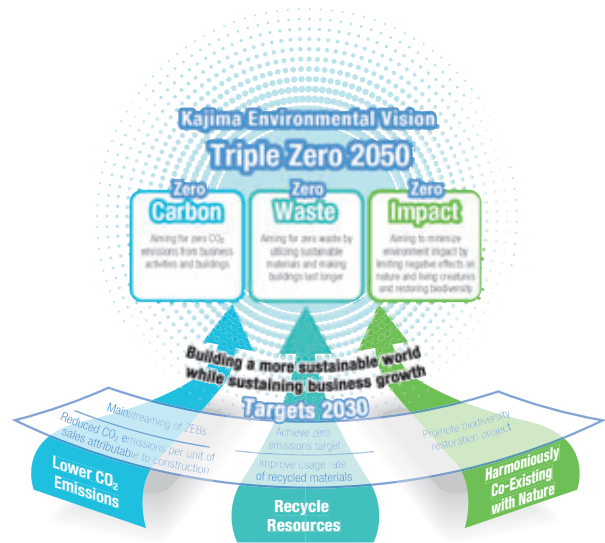 Kajima Environmental Vision
Triple Zero 2050
Zero
Carbon
Aiming for zero CO₂
emissions from business
activities and buildings
Zero
Waste
Aiming for zero waste by
utilizing sustainable
materials and making
buildings last longer
Zero
Impact
Aiming to minimize
environment impact by
limiting negative effects on
nature and living creatures
and restoring biodiversity
Building a more sustainable world
while sustaining business growth
Targets 2030
Mainstreaming of ZEBs
Reduced CO₂ emissions per unit of
sales attributable to construction
Achieve zero
emissions target
Improve usage rate
of recycled materials
Promote biodiversity
restoration project
Lower CO₂
Emissions
Recycle
Resources
Harmoniously
Co-Existing
with Nature